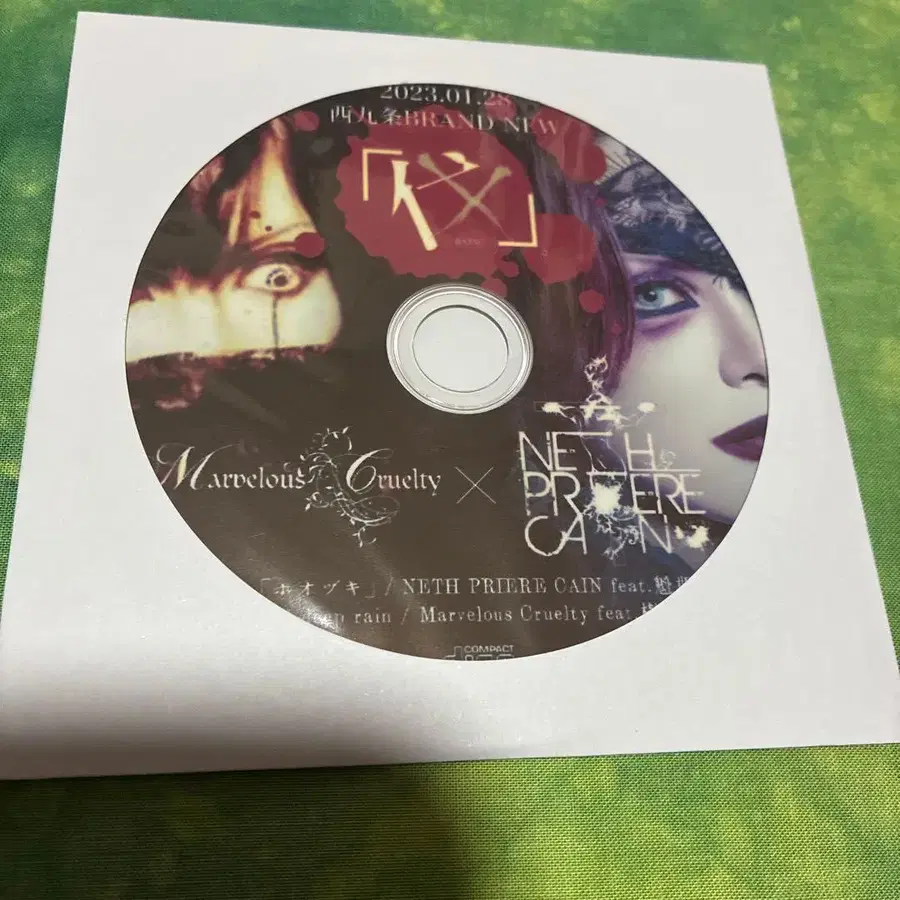 2023.01.28
西九条BRAND NEW
Marvelous Cruelty × NETH PRIERE CAIN
「ホオヅキ」/ NETH PRIERE CAIN feat.魁
rain / Marvelous Cruelty feat.
COMPACT